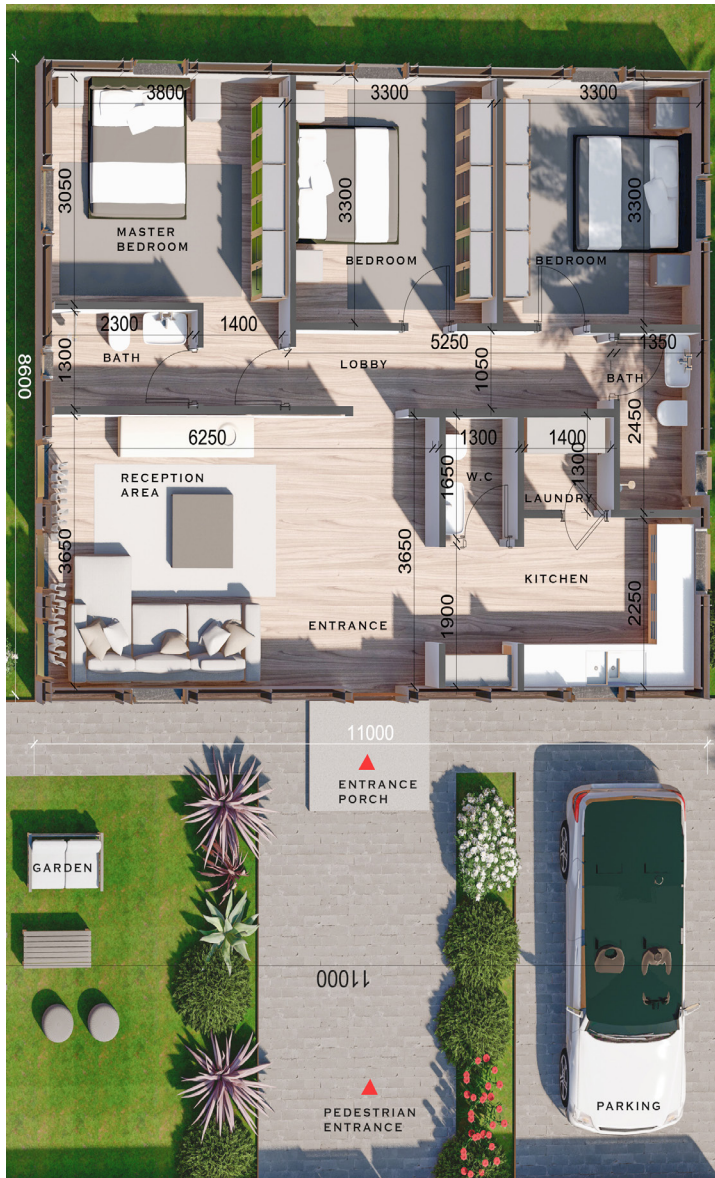 3800
3300
3300
3050
3300
3300
MASTER
BEDROOM
BEDROOM
BEDROOM
2300
1400
5250
1350
1300
BATH
LOBBY
1050
BATH
8600
2450
6250
1300
1400
1650
1300
RECEPTION
AREA
W.C
LAUNDRY
3650
3650
KITCHEN
ENTRANCE
1900
2250
11000
ENTRANCE
PORCH
GARDEN
11000
PEDESTRIAN
ENTRANCE
PARKING